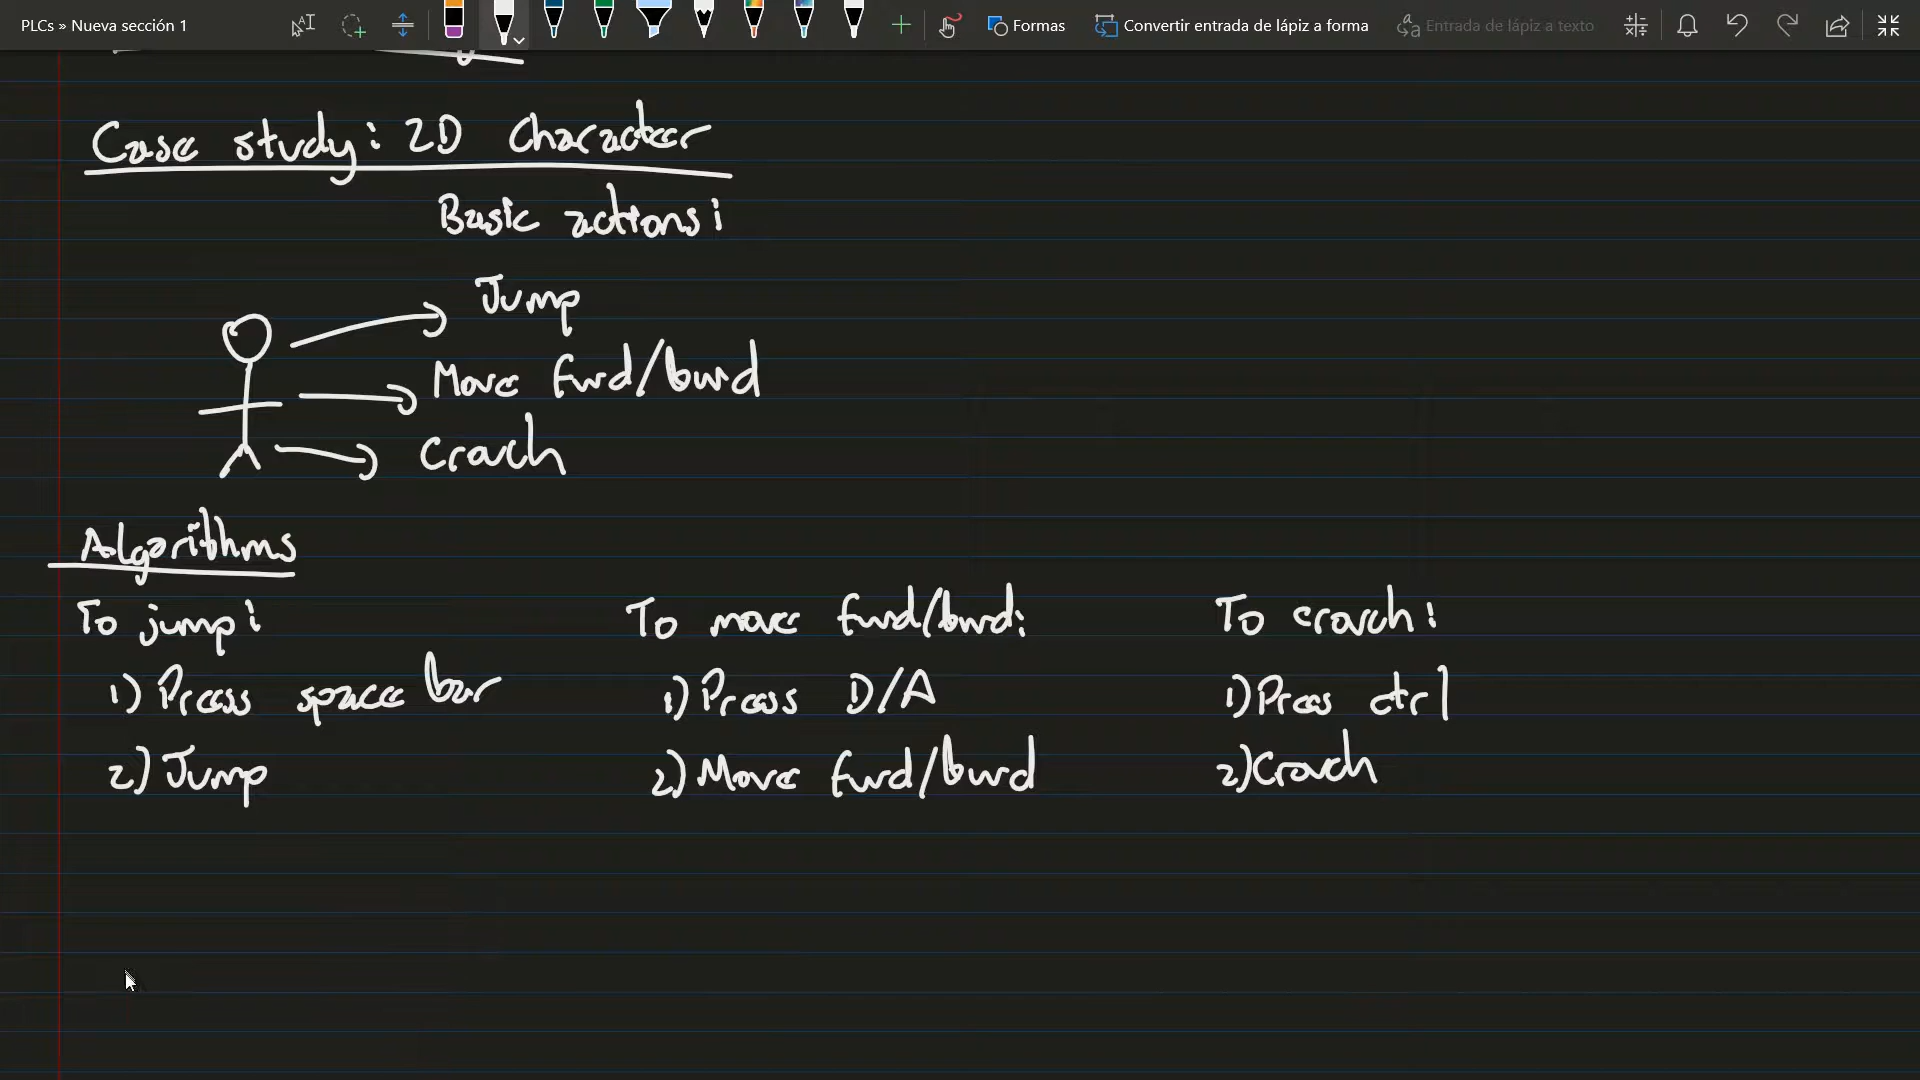 PLCs » Nueva sección 1
Formas
Convertir entrada de lápiz a forma
Entrada de lápiz a texto
Case study: 2D Character
Basic actions:
Jump
Move fwd/bwd
Crouch
Algorithms
To jump:
1) Press space bar
2) Jump
To move fwd/bwd:
1) Press D/A
2) Move fwd/bwd
To crouch:
1) Press ctrl
2) Crouch